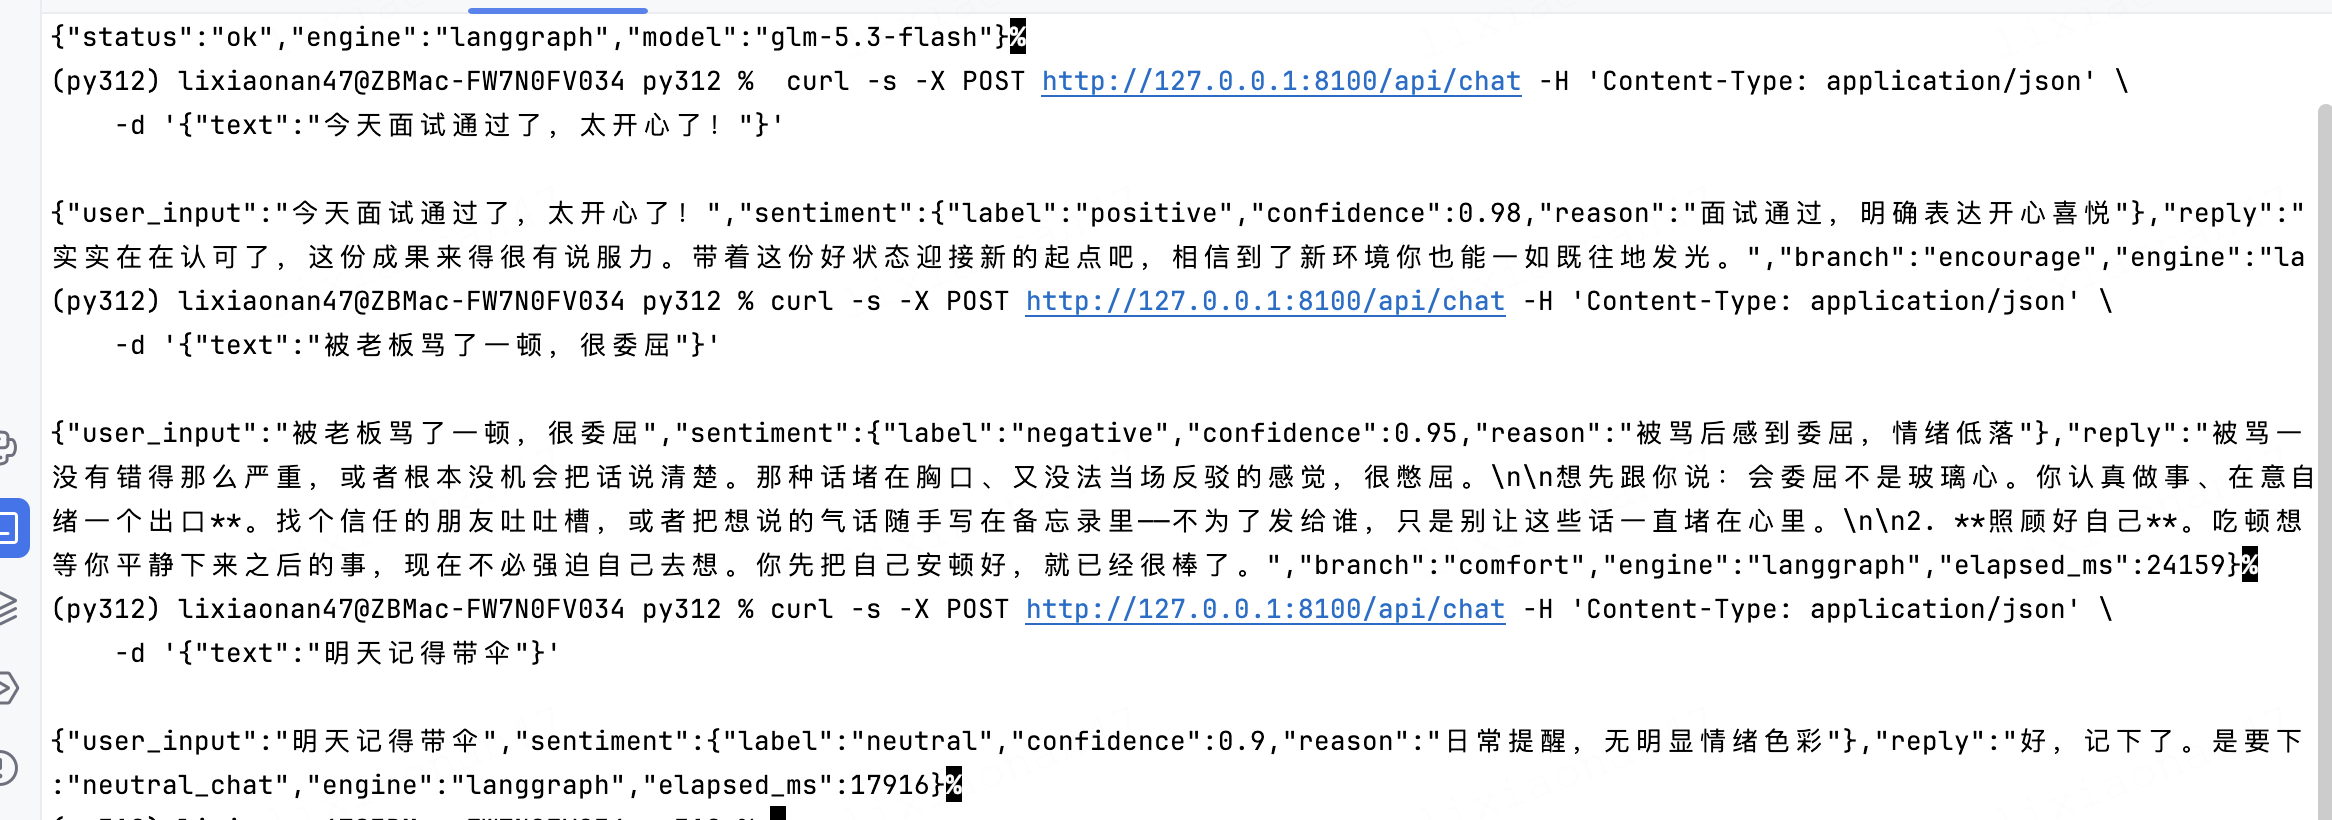 {"status":"ok","engine":"langgraph","model":"glm-5.3-flash"}%
(py312) lixiaonan47@ZBMac-FW7N0FV034 py312 %  curl -s -X POST http://127.0.0.1:8100/api/chat -H 'Content-Type: application/json' \
    -d '{"text":"今天面试通过了，太开心了！"}'
{"user_input":"今天面试通过了，太开心了！","sentiment":{"label":"positive","confidence":0.98,"reason":"面试通过，明确表达开心喜悦"},"reply":"
实实在在认可了，这份成果来得很有说服力。带着这份好状态迎接新的起点吧，相信到了新环境你也能一如既往地发光。","branch":"encourage","engine":"la
(py312) lixiaonan47@ZBMac-FW7N0FV034 py312 % curl -s -X POST http://127.0.0.1:8100/api/chat -H 'Content-Type: application/json' \
    -d '{"text":"被老板骂了一顿，很委屈"}'
{"user_input":"被老板骂了一顿，很委屈","sentiment":{"label":"negative","confidence":0.95,"reason":"被骂后感到委屈，情绪低落"},"reply":"被骂一
没有错得那么严重，或者根本没机会把话说清楚。那种话堵在胸口、又没法当场反驳的感觉，很憋屈。\n\n想先跟你说：会委屈不是玻璃心。你认真做事、在意自
绪一个出口**。找个信任的朋友吐吐槽，或者把想说的气话随手写在备忘录里——不为了发给谁，只是别让这些话一直堵在心里。\n\n2. **照顾好自己**。吃顿想
等你平静下来之后的事，现在不必强迫自己去想。你先把自己安顿好，就已经很棒了。","branch":"comfort","engine":"langgraph","elapsed_ms":24159}%
(py312) lixiaonan47@ZBMac-FW7N0FV034 py312 % curl -s -X POST http://127.0.0.1:8100/api/chat -H 'Content-Type: application/json' \
    -d '{"text":"明天记得带伞"}'
{"user_input":"明天记得带伞","sentiment":{"label":"neutral","confidence":0.9,"reason":"日常提醒，无明显情绪色彩"},"reply":"好，记下了。是要下
:"neutral_chat","engine":"langgraph","elapsed_ms":17916}%